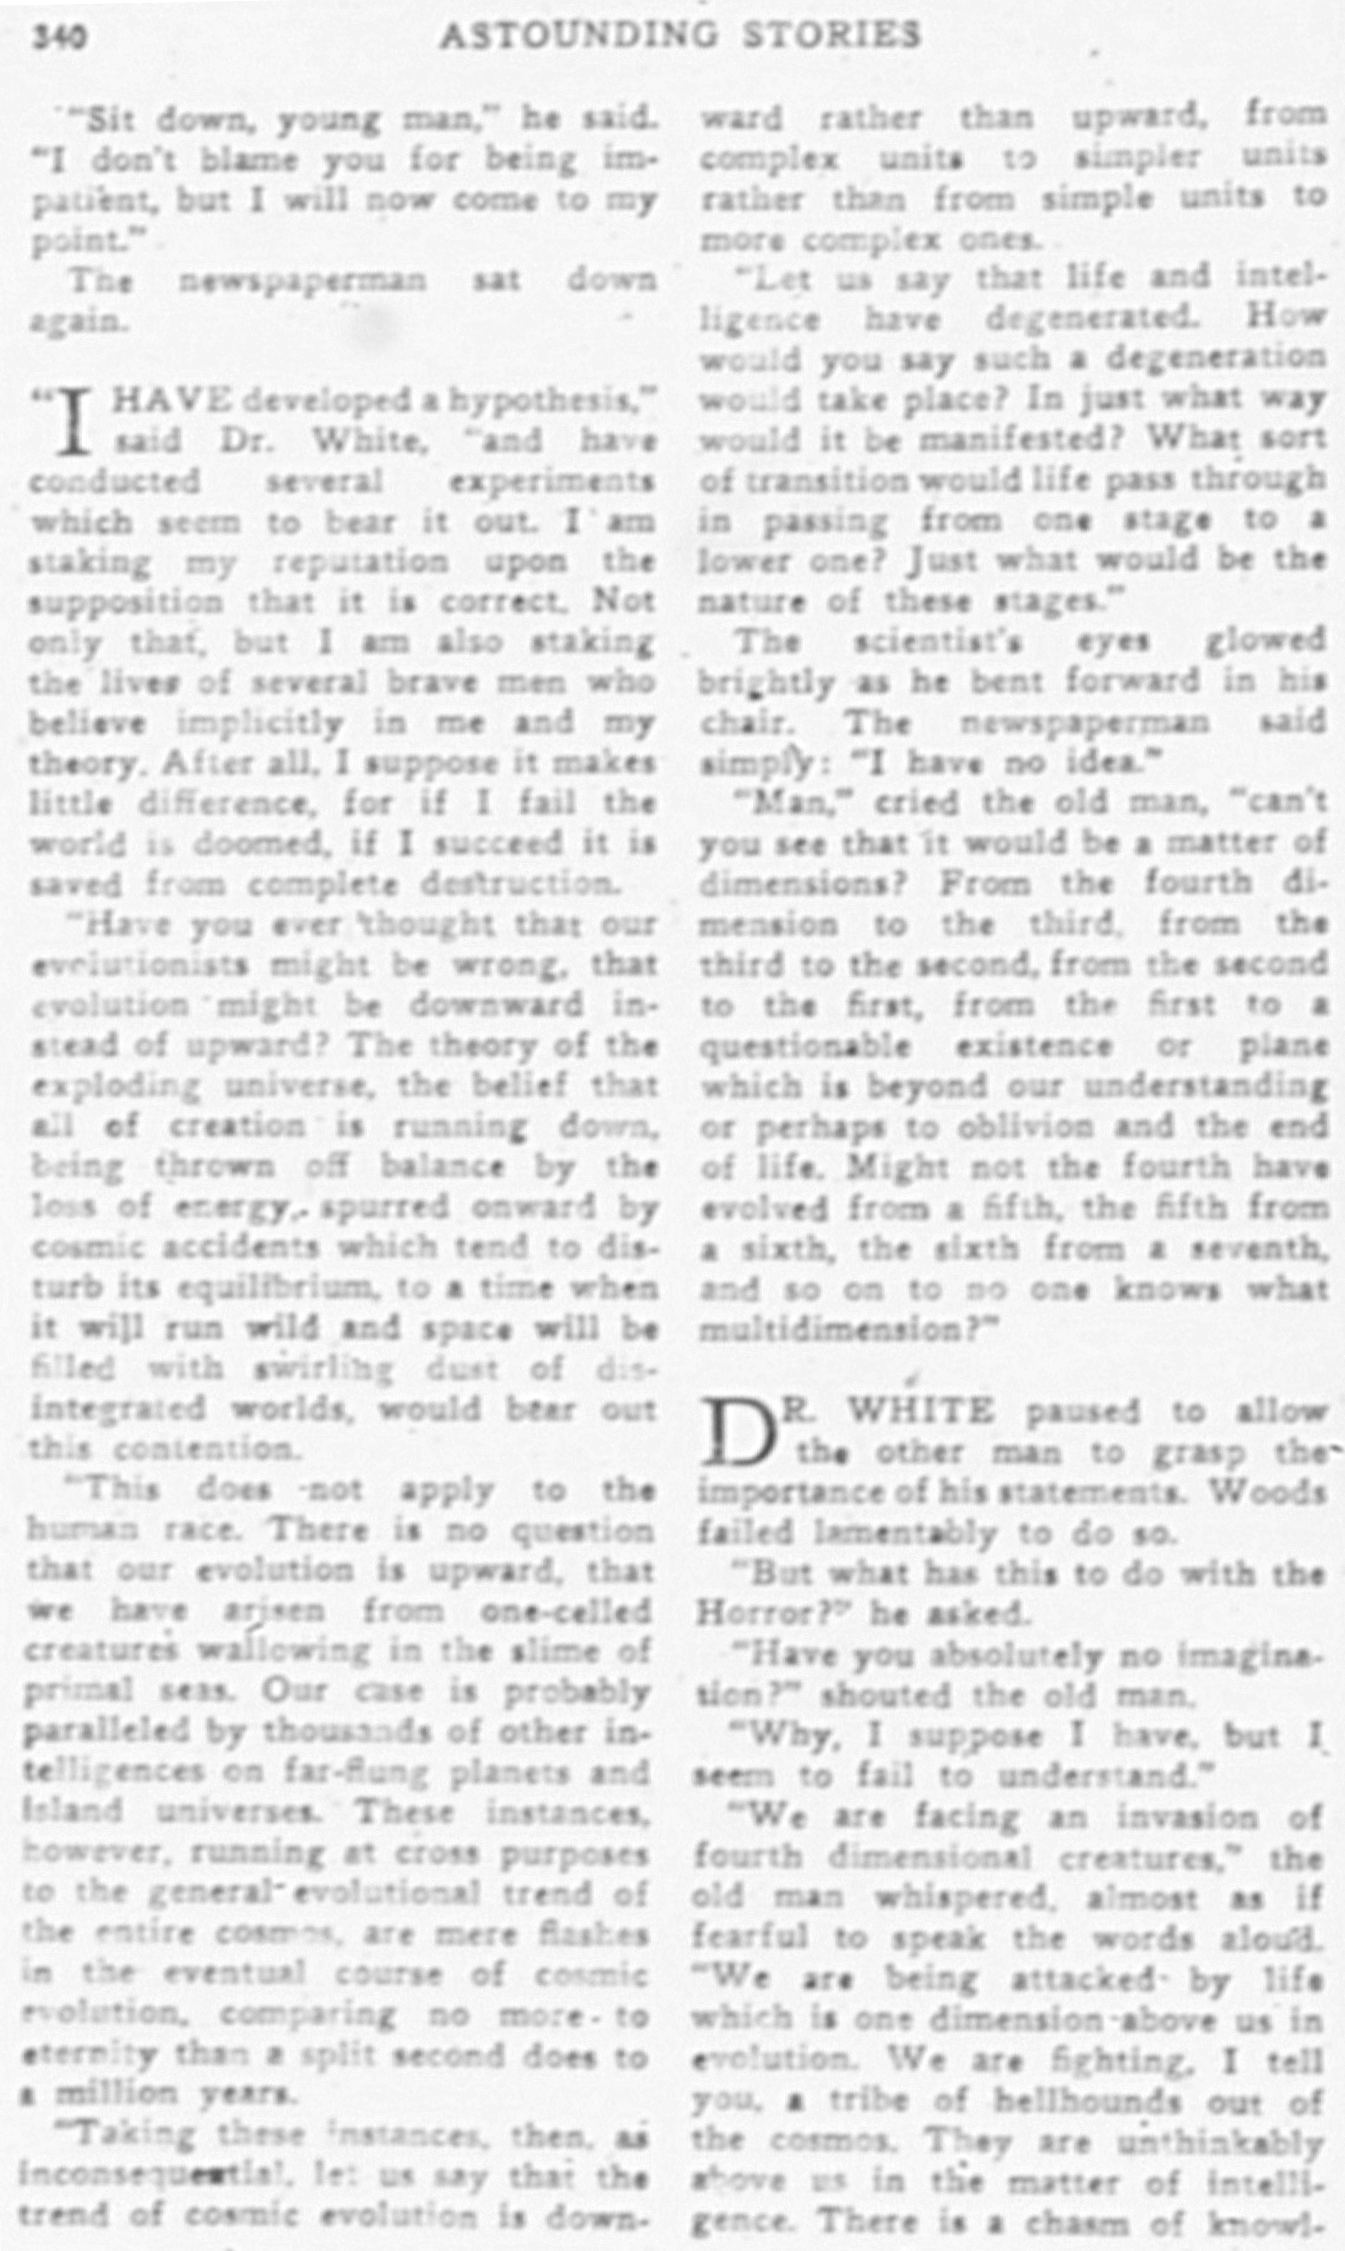 340
ASTOUNDING STORIES
"Sit down, young man," he said.
"I don't blame you for being im-
patient, but I will now come to my
point."
The newspaperman sat down
again.
"I HAVE developed a hypothesis,"
said Dr. White, "and have
conducted several experiments
which seem to bear it out. I am
staking my reputation upon the
supposition that it is correct. Not
only that, but I am also staking
the lives of several brave men who
believe implicitly in me and my
theory. After all, I suppose it makes
little difference, for if I fail the
world is doomed, if I succeed it is
saved from complete destruction.
"Have you ever thought that our
evolutionists might be wrong, that
evolution might be downward in-
stead of upward? The theory of the
exploding universe, the belief that
all of creation is running down,
being thrown off balance by the
loss of energy, spurred onward by
cosmic accidents which tend to dis-
turb its equilibrium, to a time when
it will run wild and space will be
filled with swirling dust of dis-
integrated worlds, would bear out
this contention.
"This does not apply to the
human race. There is no question
that our evolution is upward, that
we have arisen from one-celled
creatures wallowing in the slime of
primal seas. Our case is probably
paralleled by thousands of other in-
telligences on far-flung planets and
island universes. These instances,
however, running at cross purposes
to the general evolutional trend of
the entire cosmos, are mere flashes
in the eventual course of cosmic
evolution, comparing no more to
eternity than a split second does to
a million years.
"Taking these instances, then, as
inconsequential, let us say that the
trend of cosmic evolution is down-
ward rather than upward, from
complex units to simpler units
rather than from simple units to
more complex ones.
"Let us say that life and intel-
ligence have degenerated. How
would you say such a degeneration
would take place? In just what way
would it be manifested? What sort
of transition would life pass through
in passing from one stage to a
lower one? Just what would be the
nature of these stages."
The scientist's eyes glowed
brightly as he bent forward in his
chair. The newspaperman said
simply: "I have no idea."
"Man," cried the old man, "can't
you see that it would be a matter of
dimensions? From the fourth di-
mension to the third, from the
third to the second, from the second
to the first, from the first to a
questionable existence or plane
which is beyond our understanding
or perhaps to oblivion and the end
of life. Might not the fourth have
evolved from a fifth, the fifth from
a sixth, the sixth from a seventh,
and so on to no one knows what
multidimension?"
DR. WHITE paused to allow
the other man to grasp the
importance of his statements. Woods
failed lamentably to do so.
"But what has this to do with the
Horror?" he asked.
"Have you absolutely no imagina-
tion?" shouted the old man.
"Why, I suppose I have, but I
seem to fail to understand."
"We are facing an invasion of
fourth dimensional creatures," the
old man whispered, almost as if
fearful to speak the words aloud.
"We are being attacked by life
which is one dimension above us in
evolution. We are fighting, I tell
you, a tribe of hellhounds out of
the cosmos. They are unthinkably
above us in the matter of intelli-
gence. There is a chasm of knowl-